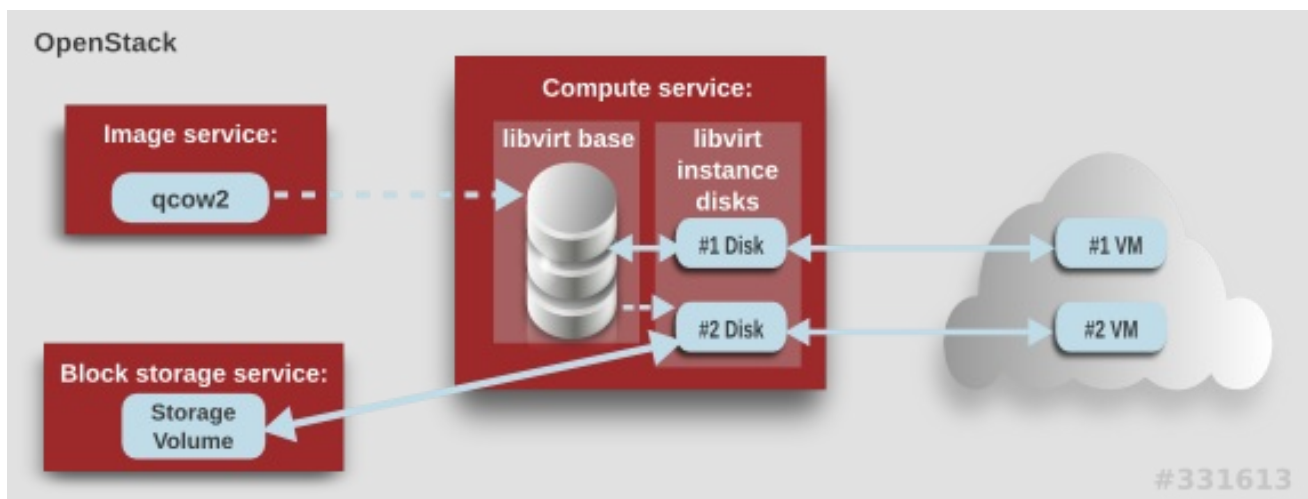 OpenStack
Compute service:
Image service:
libvirt base
libvirt
instance
disks
qcow2
#1 Disk
#1 VM
#2 Disk
#2 VM
Block storage service:
Storage
Volume
#331613